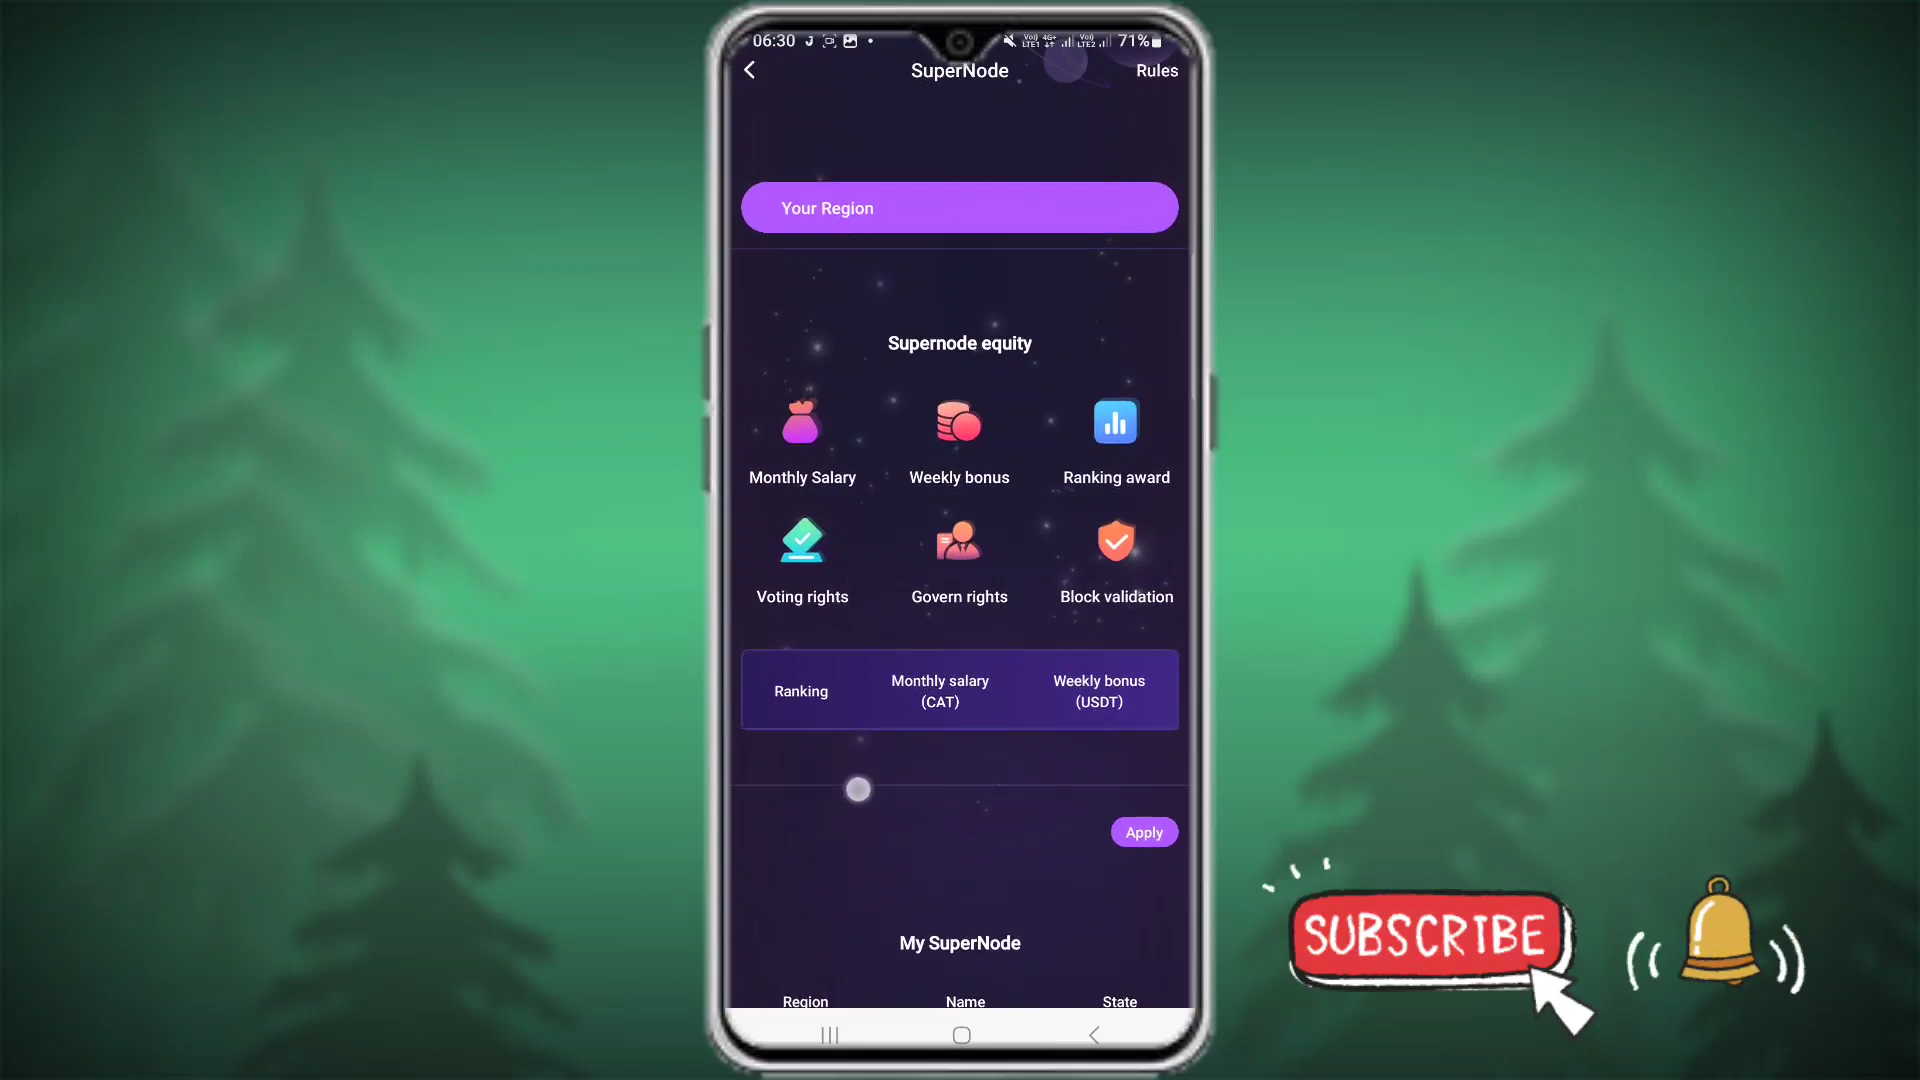 06:30
71%
SuperNode
Rules
Your Region
Supernode equity
Monthly Salary
Weekly bonus
Ranking award
Voting rights
Govern rights
Block validation
Ranking
Monthly salary
(CAT)
Weekly bonus
(USDT)
Apply
My SuperNode
Region
Name
State
SUBSCRIBE